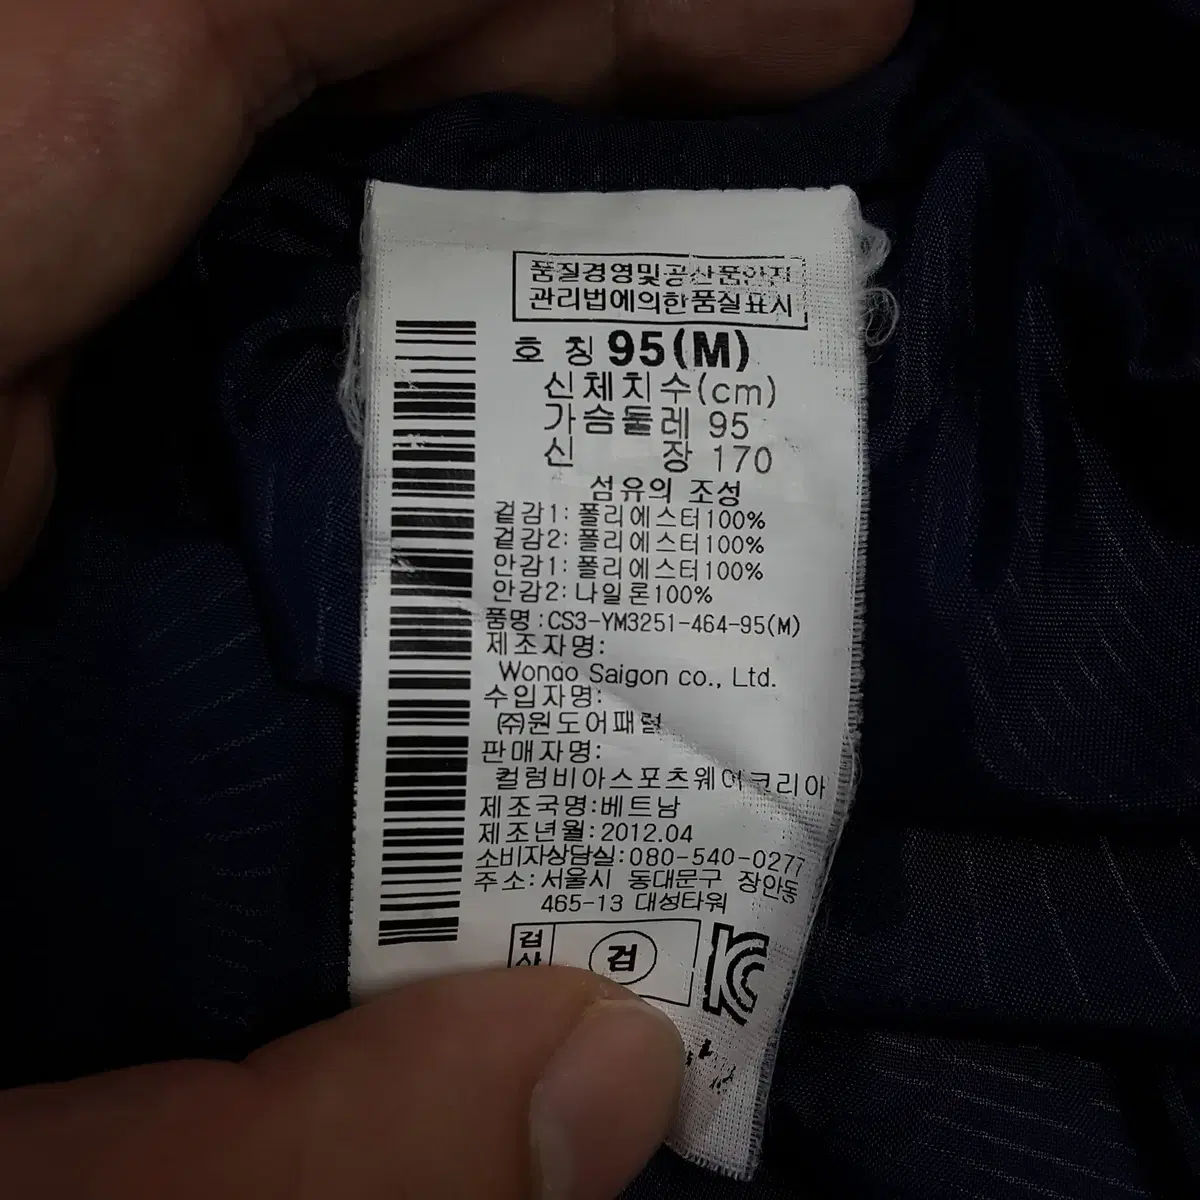 품질경영및공산품안전
관리법에의한품질표시
호 칭 95(M)
신체치수(cm)
가슴둘레 95
신 장 170
섬유의 조성
겉감1: 폴리에스터100%
겉감2: 폴리에스터100%
안감1: 폴리에스터100%
안감2: 나일론100%
품명 : CS3-YM3251-464-95(M)
제조자명:
Saigon co., Ltd.
수입자명:
㈜원도어패럴
판매자명:
컬럼비아스포츠웨어코리아
제조국명:베트남
제조년월:2012.04
소비자상담실:080-540-0277
주소:서울시 동대문구 장안동
465-13 대성타워
검
KC